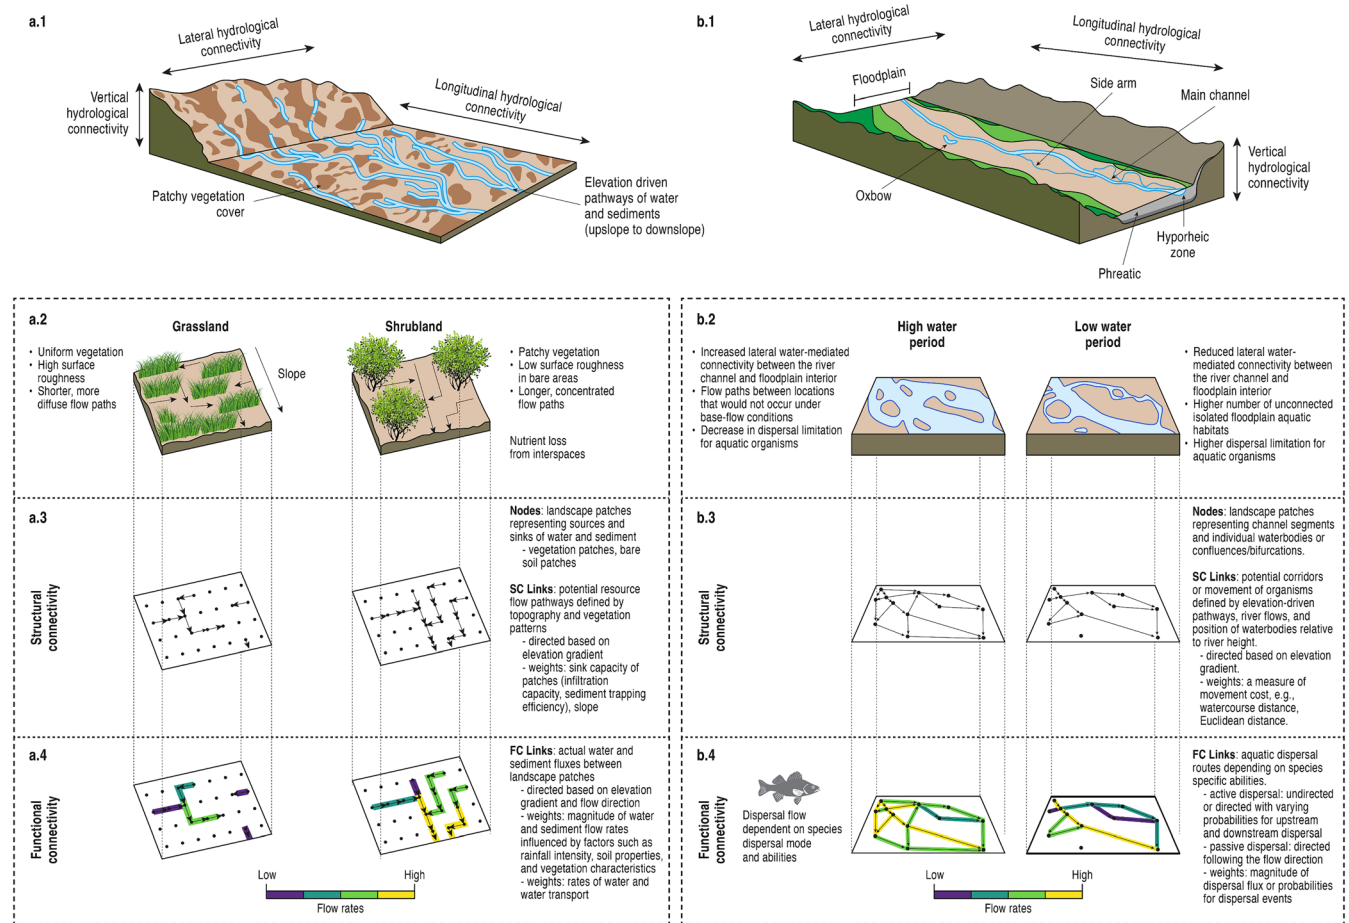 a.1
Lateral hydrological
connectivity
Vertical
hydrological
connectivity
Longitudinal hydrological
connectivity
Patchy vegetation
cover
Elevation driven
pathways of water
and sediments
(upslope to downslope)
b.1
Lateral hydrological
connectivity
Longitudinal hydrological
connectivity
Floodplain
Side arm
Main channel
Vertical
hydrological
connectivity
Oxbow
Hyporheic
zone
Phreatic
a.2
Grassland
Shrubland
• Uniform vegetation
• High surface
roughness
• Shorter, more
diffuse flow paths
Slope
• Patchy vegetation
• Low surface roughness
in bare areas
• Longer, concentrated
flow paths
Nutrient loss
from interspaces
a.3
Structural
connectivity
Nodes: landscape patches
representing sources and
sinks of water and sediment
- vegetation patches, bare
soil patches
SC Links: potential resource
flow pathways defined by
topography and vegetation
patterns
- directed based on
elevation gradient
- weights: sink capacity of
patches (infiltration
capacity, sediment trapping
efficiency), slope
a.4
Functional
connectivity
FC Links: actual water and
sediment fluxes between
landscape patches
- directed based on elevation
gradient and flow direction
- weights: magnitude of water
and sediment flow rates
influenced by factors such as
rainfall intensity, soil properties,
and vegetation characteristics
- weights: rates of water and
water transport
Low
High
Flow rates
b.2
High water
period
Low water
period
• Increased lateral water-mediated
connectivity between the river
channel and floodplain interior
• Flow paths between locations
that would not occur under
base-flow conditions
• Decrease in dispersal limitation
for aquatic organisms
• Reduced lateral water-
mediated connectivity between
the river channel and
floodplain interior
• Higher number of unconnected
isolated floodplain aquatic
habitats
• Higher dispersal limitation for
aquatic organisms
b.3
Structural
connectivity
Nodes: landscape patches
representing channel segments
and individual waterbodies or
confluences/bifurcations.
SC Links: potential corridors
or movement of organisms
defined by elevation-driven
pathways, river flows, and
position of waterbodies relative
to river height.
- directed based on elevation
gradient.
- weights: a measure of
movement cost, e.g.,
watercourse distance,
Euclidean distance.
b.4
Functional
connectivity
Dispersal flow
dependent on species
dispersal mode
and abilities
FC Links: aquatic dispersal
routes depending on species
specific abilities.
- active dispersal: undirected
or directed with varying
probabilities for upstream
and downstream dispersal
- passive dispersal: directed
following the flow direction
- weights: magnitude of
dispersal flux or probabilities
for dispersal events
Low
High
Flow rates